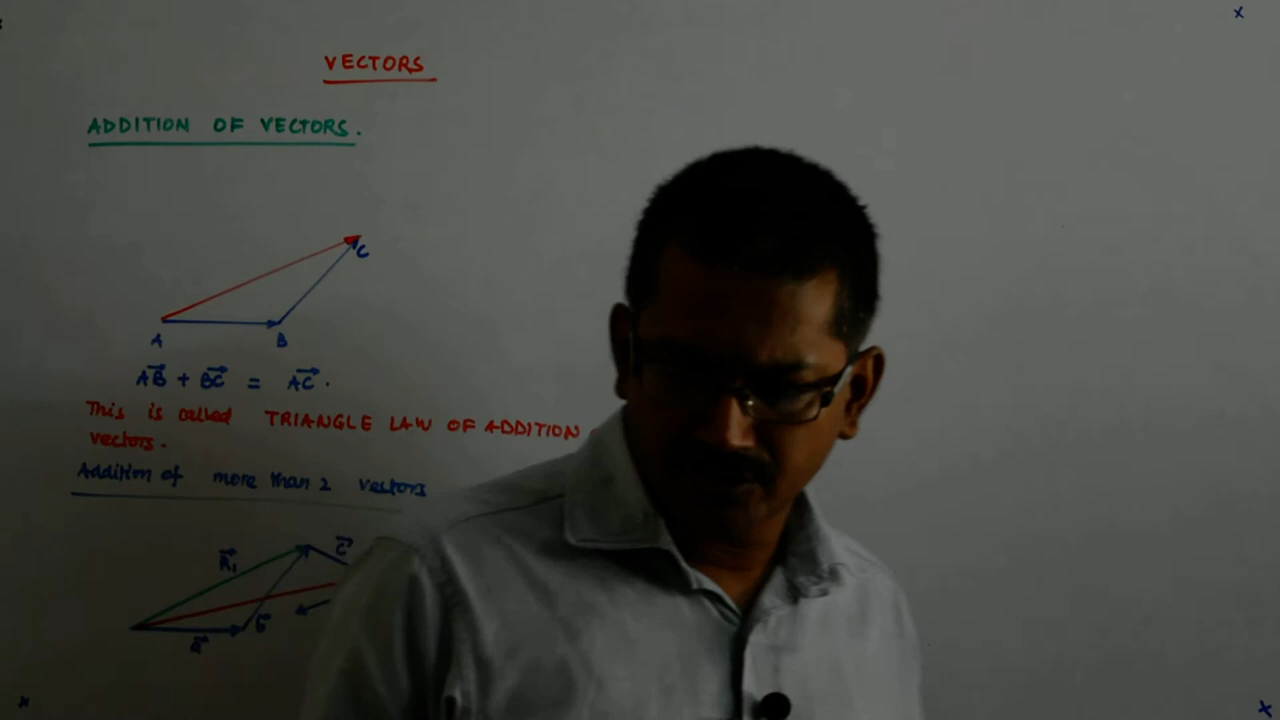 VECTORS
ADDITION OF VECTORS.
C
A B
AB⃗ + BC⃗ = AC⃗.
This is called TRIANGLE LAW OF ADDITION
vectors.
Addition of more than 2 vectors
R⃗₁ c⃗
b⃗
a⃗